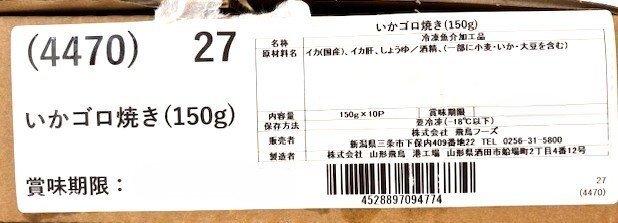 (4470) 27
いかゴロ焼き(150g)
賞味期限：
いかゴロ焼き(150g)
名称 冷凍魚介加工品
原材料名 イカ(国産)、イカ肝、しょうゆ／酒精、(一部に小麦・いか・大豆を含む)
内容量 150g×10P 賞味期限
保存方法 要冷凍(-18℃以下)
販売者 株式会社 飛鳥フーズ
新潟県三条市下保内409番地22 TEL 0256-31-5800
製造者 株式会社 山形飛鳥 港工場 山形県酒田市船場町2丁目4番12号
4528897094774
27
(4470)